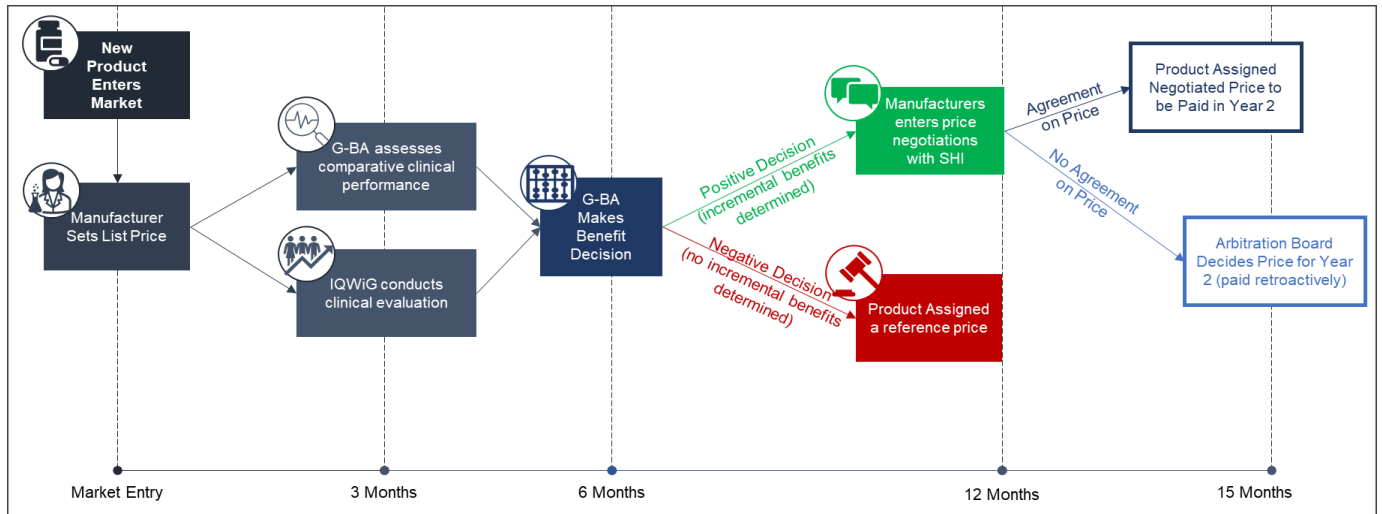 New
Product
Enters
Market
Manufacturer
Sets List Price
G-BA assesses
comparative clinical
performance
IQWiG conducts
clinical evaluation
G-BA
Makes
Benefit
Decision
Positive Decision
(incremental benefits
determined)
Negative Decision
(no incremental benefits
determined)
Manufacturers
enters price
negotiations
with SHI
Product Assigned
a reference price
Agreement
on Price
No Agreement
on Price
Product Assigned
Negotiated Price to
be Paid in Year 2
Arbitration Board
Decides Price for Year
2 (paid retroactively)
Market Entry
3 Months
6 Months
12 Months
15 Months